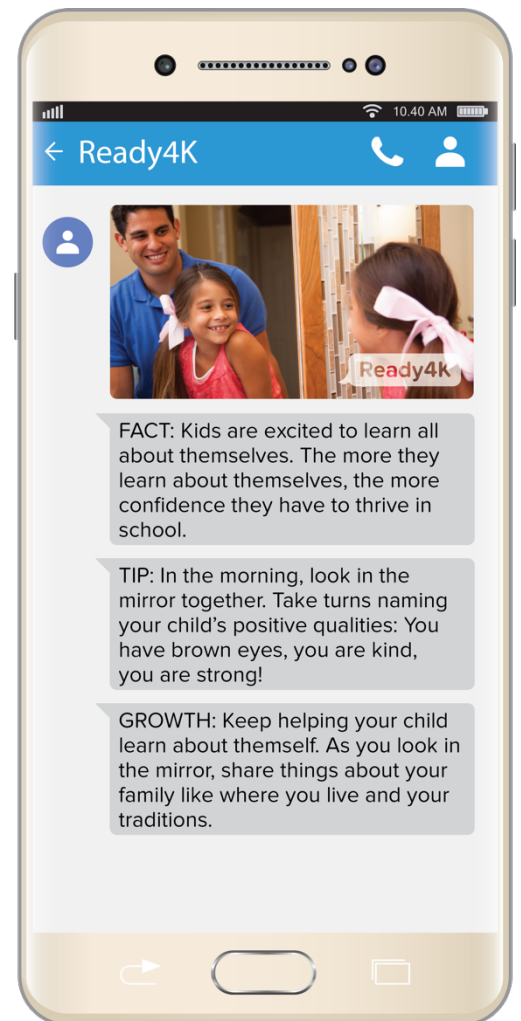 10.40 AM
Ready4K
Ready4K
FACT: Kids are excited to learn all
about themselves. The more they
learn about themselves, the more
confidence they have to thrive in
school.
TIP: In the morning, look in the
mirror together. Take turns naming
your child’s positive qualities: You
have brown eyes, you are kind,
you are strong!
GROWTH: Keep helping your child
learn about themself. As you look in
the mirror, share things about your
family like where you live and your
traditions.